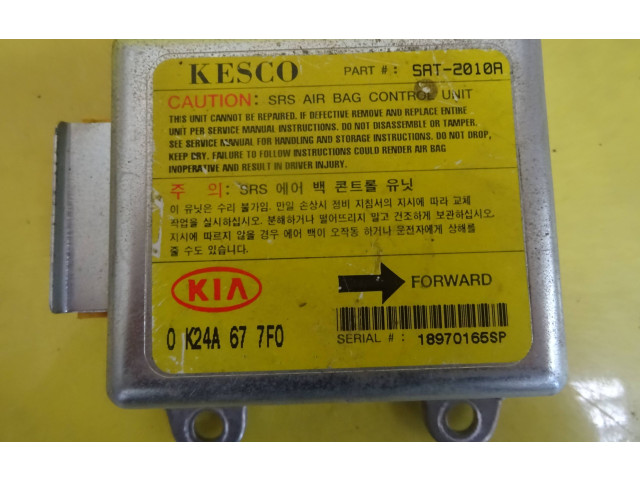 KESCO PART #: SAT-2010A
CAUTION: SRS AIR BAG CONTROL UNIT
THIS UNIT CANNOT BE REPAIRED. IF DEFECTIVE REMOVE AND REPLACE ENTIRE
UNIT PER SERVICE MANUAL INSTRUCTIONS. DO NOT DISASSEMBLE OR TAMPER.
SEE SERVICE MANUAL FOR HANDLING AND STORAGE INSTRUCTIONS. DO NOT DROP,
KEEP CRY. FAILURE TO FOLLOW INSTRUCTIONS COULD RENDER AIR BAG
INOPERATIVE AND RESULT IN DRIVER INJURY.
주 의: SRS 에어 백 콘트롤 유닛
이 유닛은 수리 불가임. 만일 손상시 정비 지침서의 지시에 따라 교체
작업을 실시하십시오. 분해하거나 떨어뜨리지 말고 건조하게 보관하십시오.
지시에 따르지 않을 경우 에어 백이 오작동 하거나 운전자에게 상해를
줄 수도 있습니다.
KIA FORWARD
0 K24A 67 7F0
SERIAL #: 18970165SP